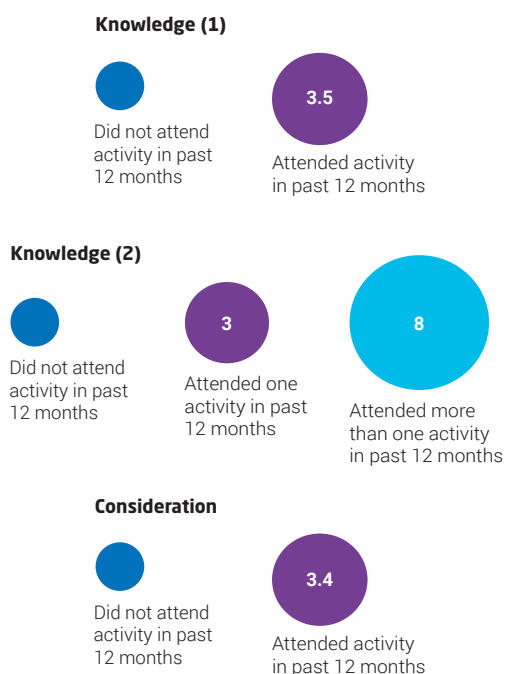 Knowledge (1)
3.5
Did not attend
activity in past
12 months
Attended activity
in past 12 months
Knowledge (2)
3
8
Did not attend
activity in past
12 months
Attended one
activity in past
12 months
Attended more
than one activity
in past 12 months
Consideration
3.4
Did not attend
activity in past
12 months
Attended activity
in past 12 months